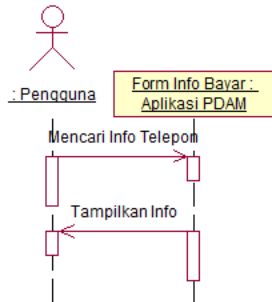 : Pengguna
Form Info Bayar :
Aplikasi PDAM
Mencari Info Telepon
Tampilkan Info